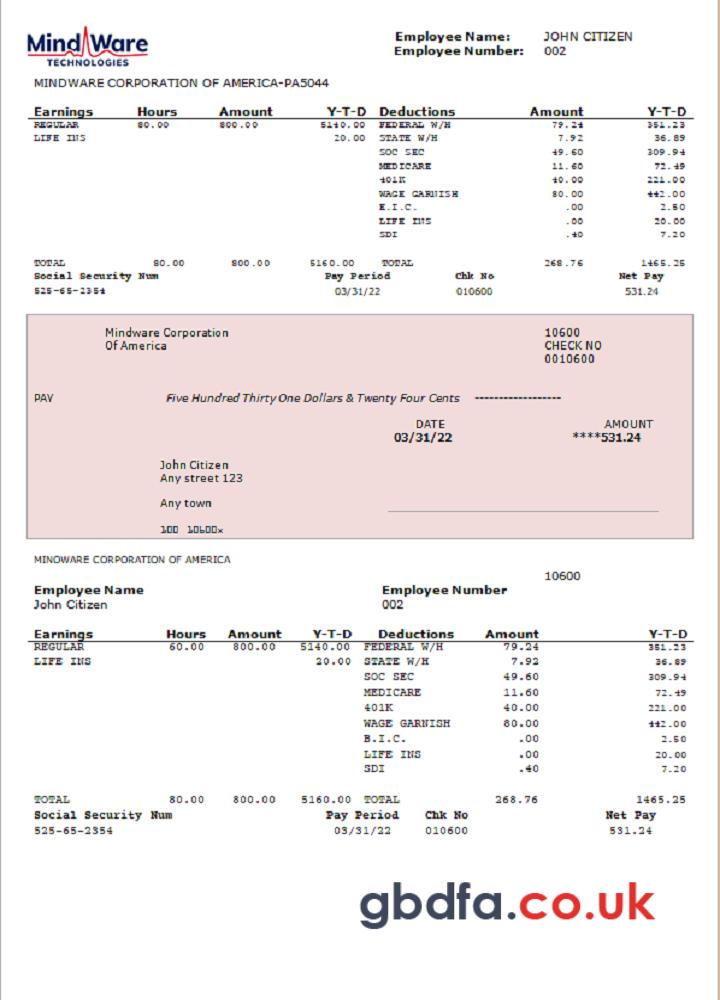 Mind Ware
TECHNOLOGIES
Employee Name: JOHN CITIZEN
Employee Number: 002
MINDWARE CORPORATION OF AMERICA-PA5044
Earnings Hours Amount Y-T-D Deductions Amount Y-T-D
REGULAR 80.00 800.00 5140.00 FEDERAL W/H 79.24 351.23
LIFE INS 20.00 STATE W/H 7.92 36.89
SOC SEC 49.60 309.94
MEDICARE 11.60 72.49
401K 40.00 221.00
WAGE GARNISH 80.00 442.00
E.I.C. .00 2.50
LIFE INS .00 20.00
SDI .40 7.20
TOTAL 80.00 800.00 5160.00 TOTAL 268.76 1465.25
Social Security Num Pay Period Chk No Net Pay
525-65-2354 03/31/22 010600 531.24
Mindware Corporation 10600
Of America CHECK NO
0010600
PAV Five Hundred Thirty One Dollars & Twenty Four Cents ------------------
DATE AMOUNT
03/31/22 ****531.24
John Citizen
Any street 123
Any town
100 10600x
MINOWARE CORPORATION OF AMERICA
10600
Employee Name Employee Number
John Citizen 002
Earnings Hours Amount Y-T-D Deductions Amount Y-T-D
REGULAR 60.00 800.00 5140.00 FEDERAL W/H 79.24 351.23
LIFE INS 20.00 STATE W/H 7.92 36.89
SOC SEC 49.60 309.94
MEDICARE 11.60 72.49
401K 40.00 221.00
WAGE GARNISH 80.00 442.00
B.I.C. .00 2.50
LIFE INS .00 20.00
SDI .40 7.20
TOTAL 80.00 800.00 5160.00 TOTAL 268.76 1465.25
Social Security Num Pay Period Chk No Net Pay
525-65-2354 03/31/22 010600 531.24
gbdfa.co.uk